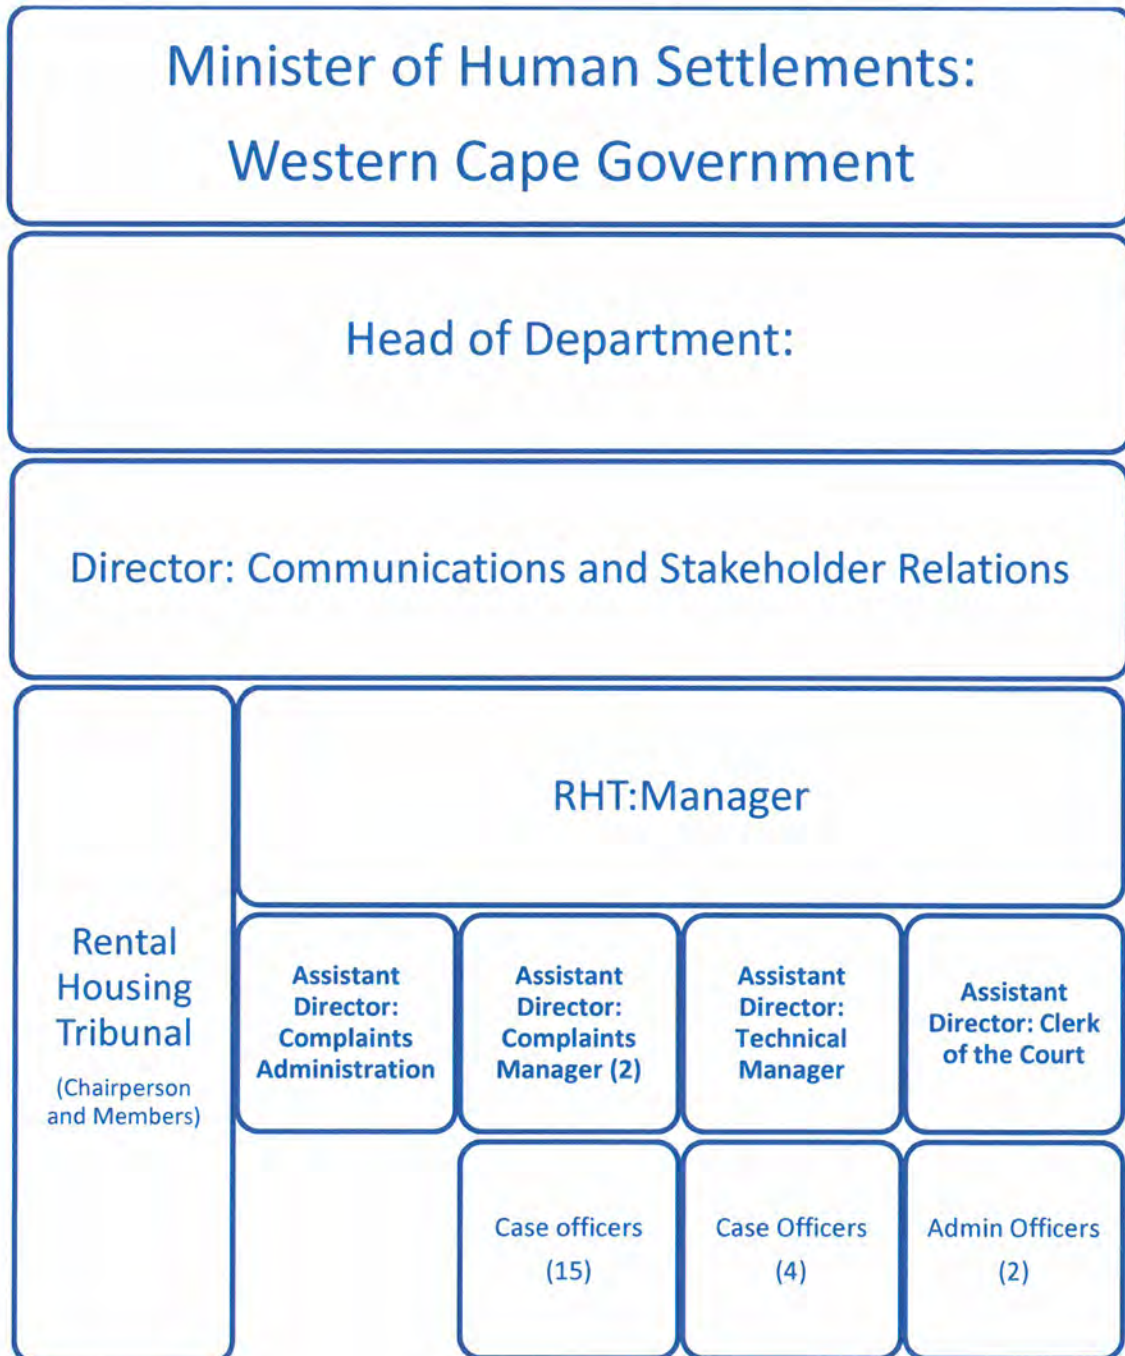 Minister of Human Settlements:
Western Cape Government
Head of Department:
Director: Communications and Stakeholder Relations
RHT:Manager
Rental
Housing
Tribunal
(Chairperson
and Members)
Assistant
Director:
Complaints
Administration
Assistant
Director:
Complaints
Manager (2)
Assistant
Director:
Technical
Manager
Assistant
Director: Clerk
of the Court
Case officers
(15)
Case Officers
(4)
Admin Officers
(2)